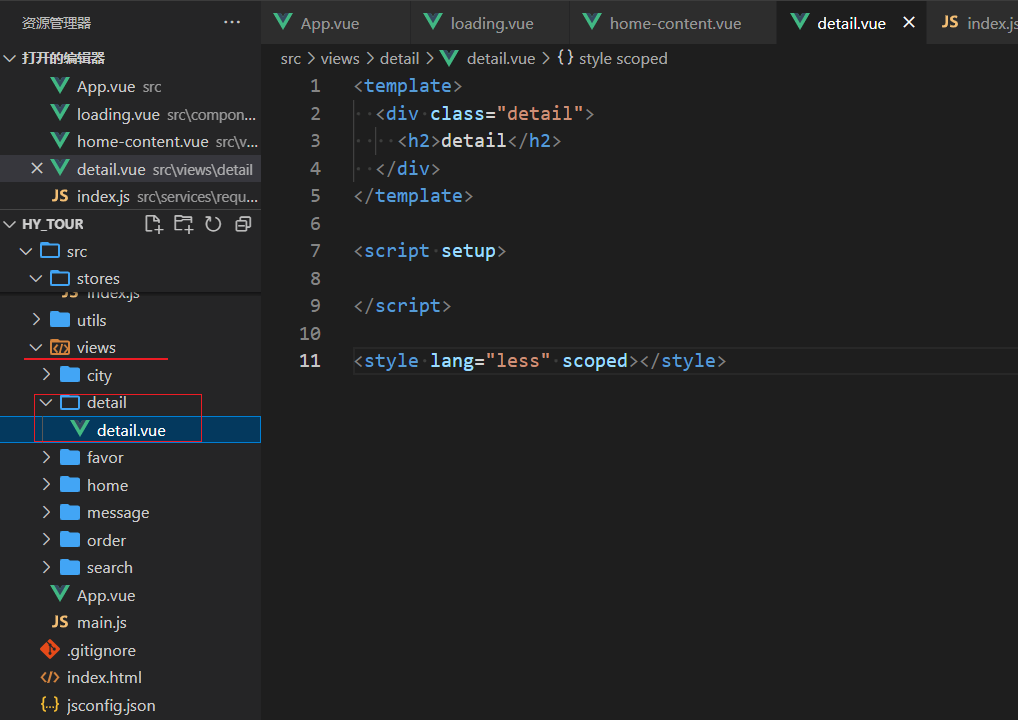 资源管理器 ···
打开的编辑器
App.vue src
loading.vue src\compon...
home-content.vue src\v...
detail.vue src\views\detail
JS index.js src\services\requ...
HY_TOUR
src
stores
JS index.js
utils
views
city
detail
detail.vue
favor
home
message
order
search
App.vue
JS main.js
.gitignore
index.html
jsconfig.json
App.vue loading.vue home-content.vue detail.vue JS index.js
src > views > detail > detail.vue > {} style scoped
1 <template>
2 <div class="detail">
3 <h2>detail</h2>
4 </div>
5 </template>
6
7 <script setup>
8
9 </script>
10
11 <style lang="less" scoped></style>